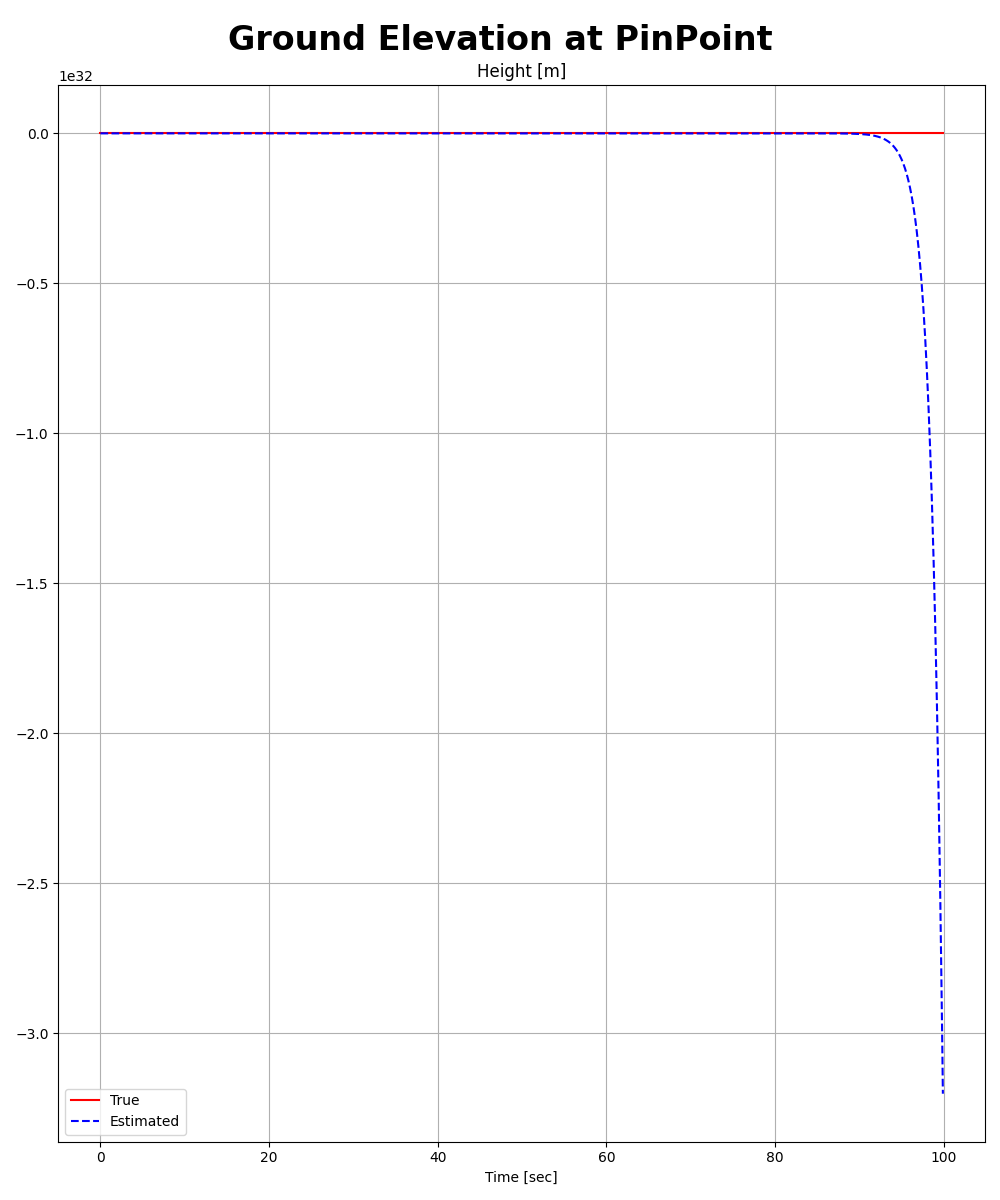 Ground Elevation at PinPoint
Height [m]
1e32
0.0
−0.5
−1.0
−1.5
−2.0
−2.5
−3.0
True
Estimated
0 20 40 60 80 100
Time [sec]